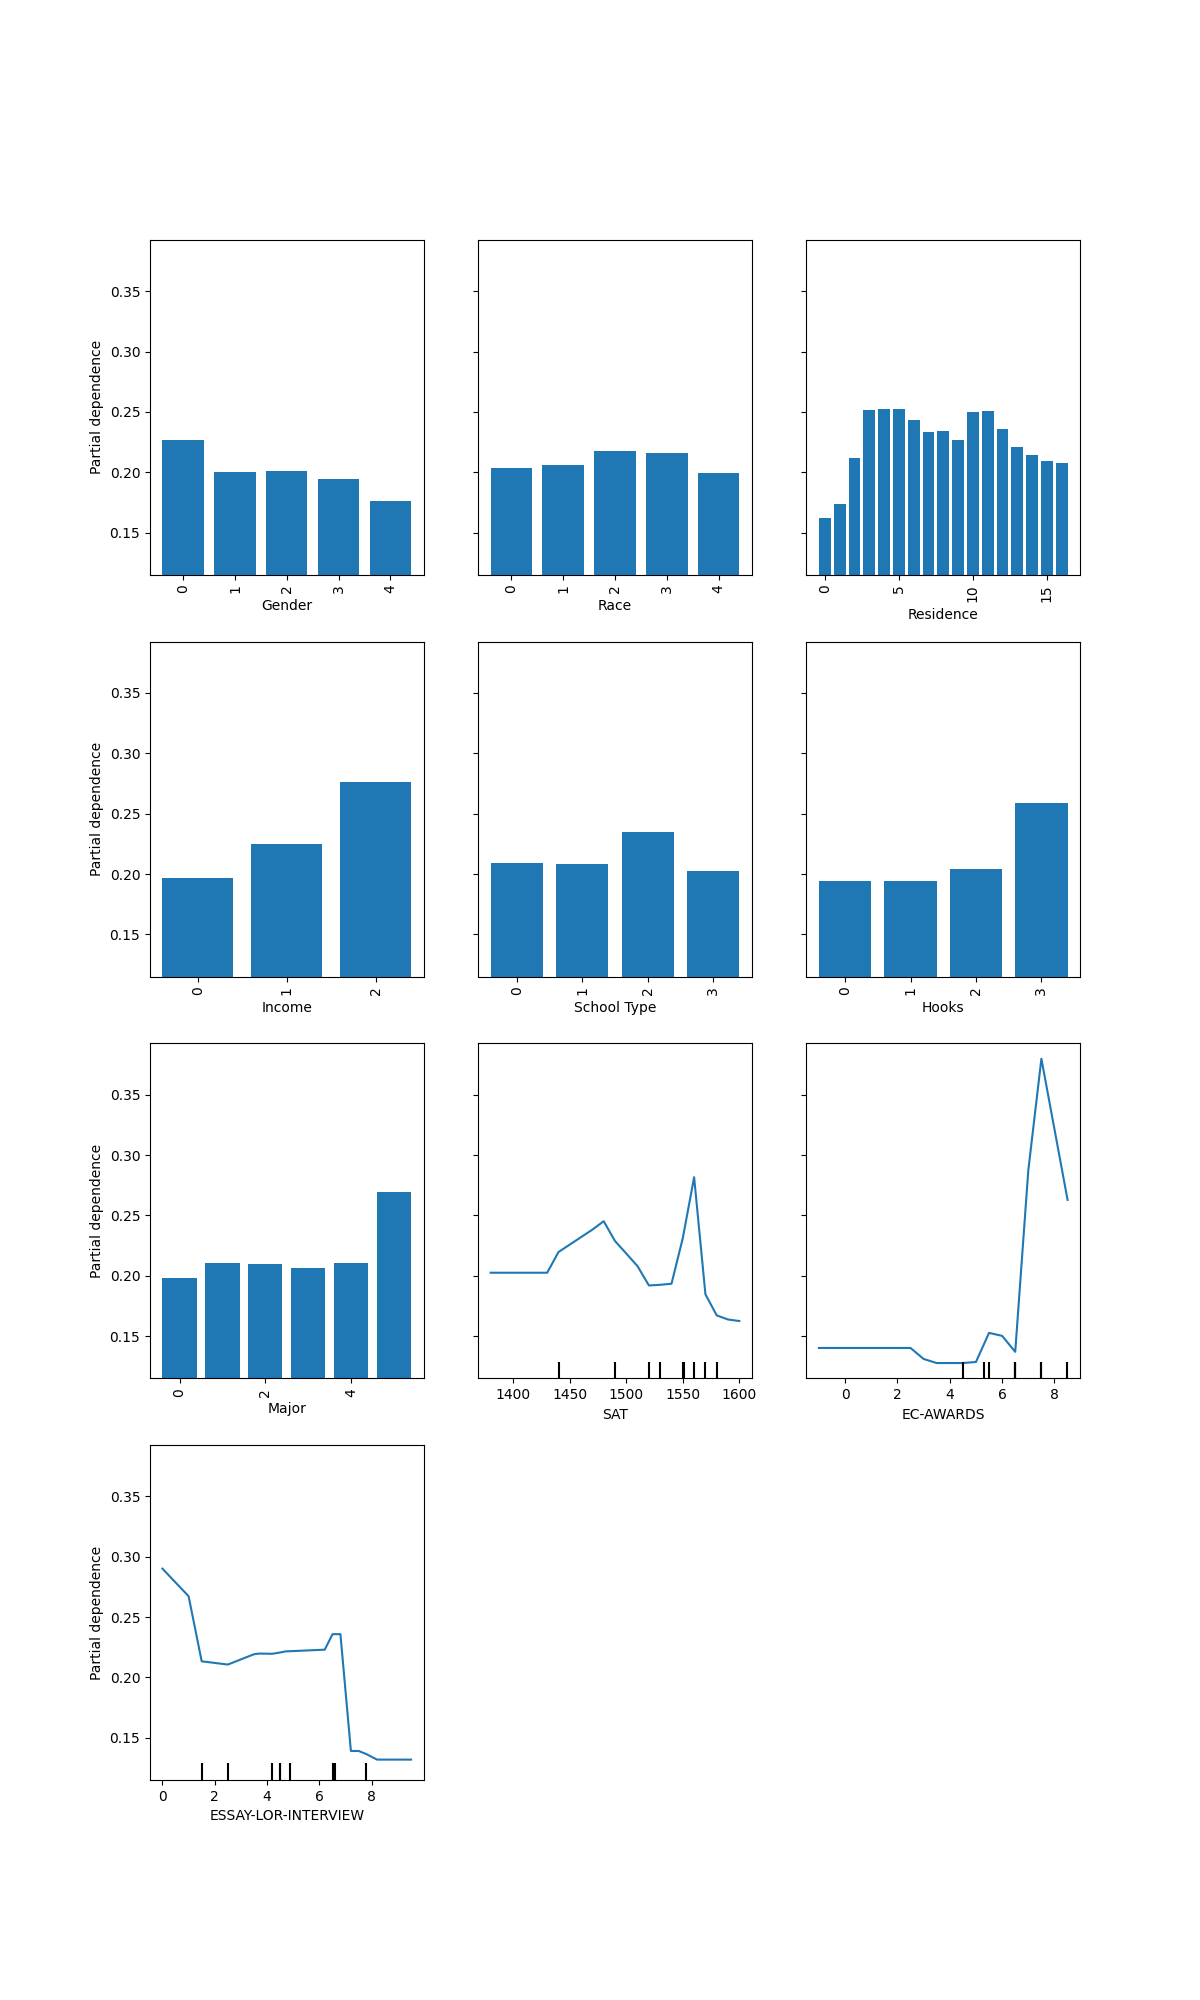 0.35
0.30
0.25
0.20
0.15
Partial dependence
0 1 2 3 4
Gender
0 1 2 3 4
Race
0 5 10 15
Residence
0.35
0.30
0.25
0.20
0.15
Partial dependence
0 1 2
Income
0 1 2 3
School Type
0 1 2 3
Hooks
0.35
0.30
0.25
0.20
0.15
Partial dependence
0 2 4
Major
1400 1450 1500 1550 1600
SAT
0 2 4 6 8
EC-AWARDS
0.35
0.30
0.25
0.20
0.15
Partial dependence
0 2 4 6 8
ESSAY-LOR-INTERVIEW